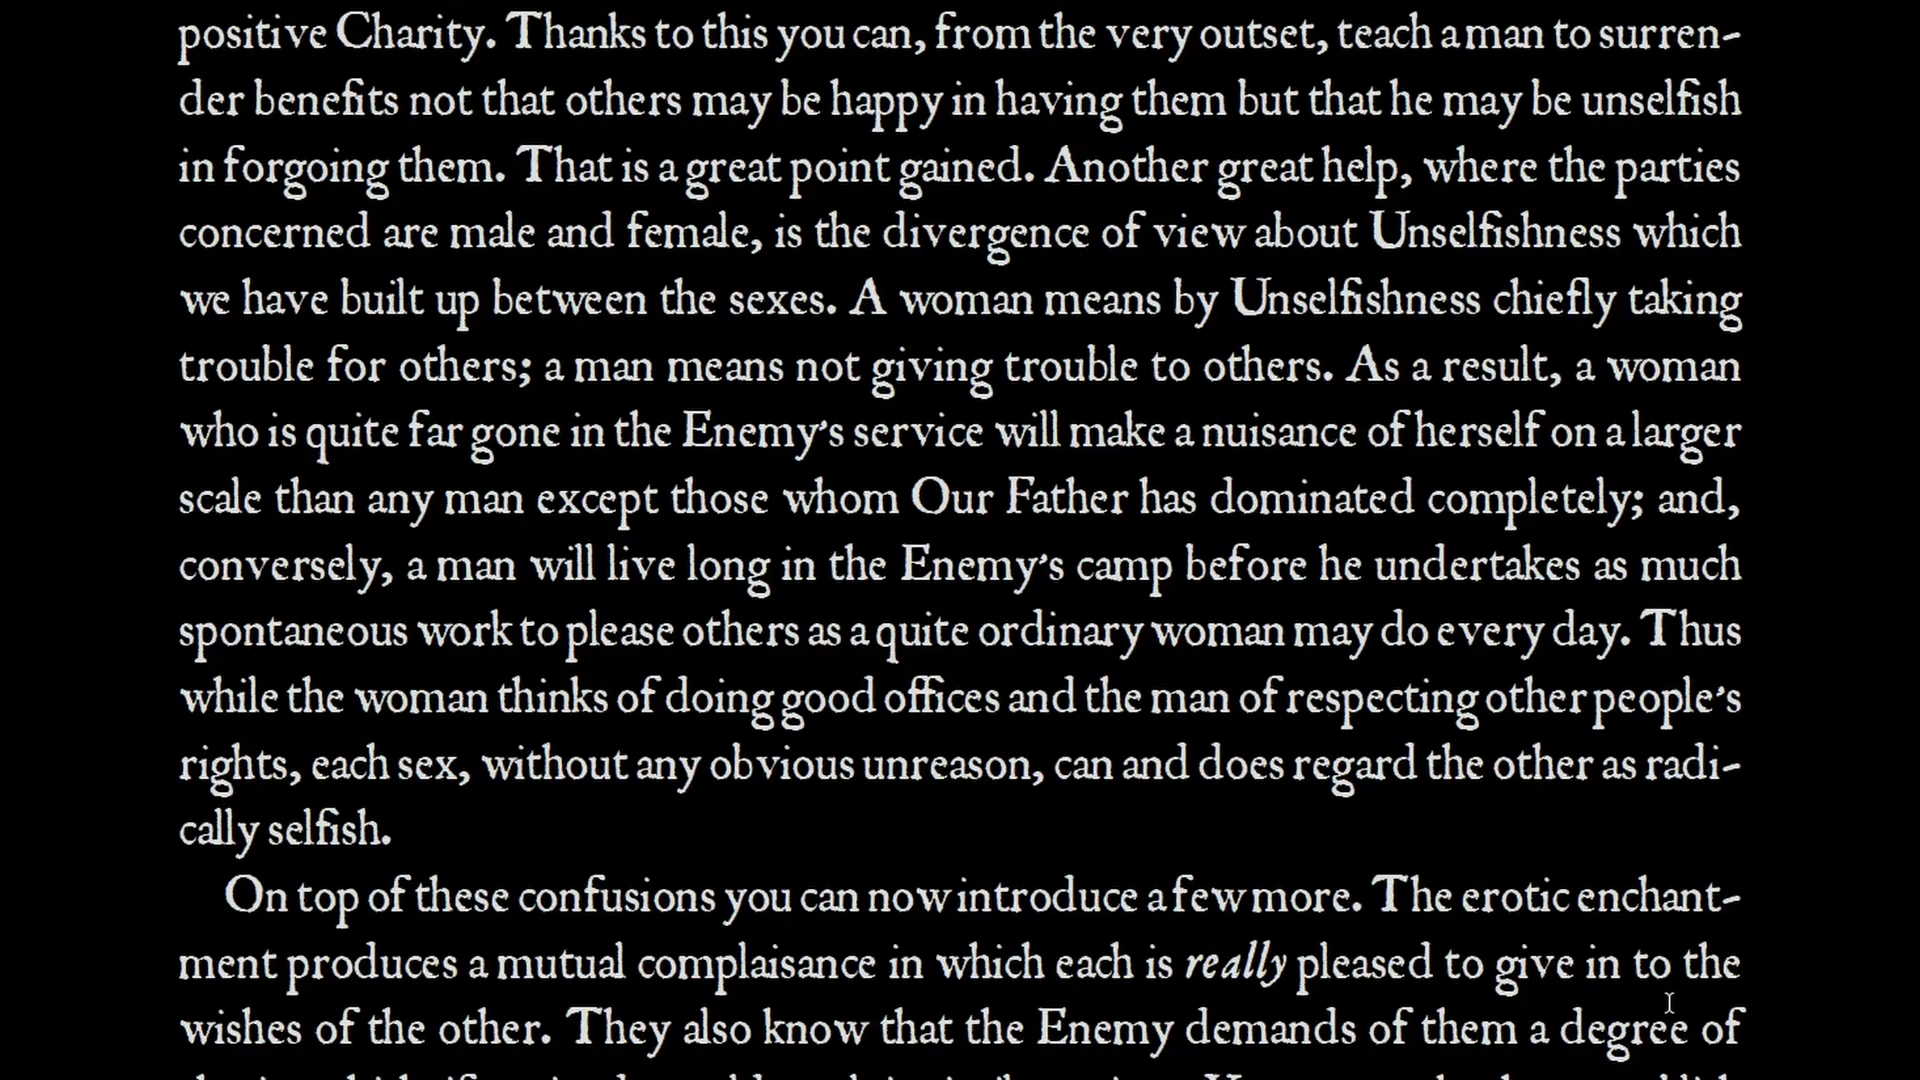 positive Charity. Thanks to this you can, from the very outset, teach a man to surren-
der benefits not that others may be happy in having them but that he may be unselfish
in forgoing them. That is a great point gained. Another great help, where the parties
concerned are male and female, is the divergence of view about Unselfishness which
we have built up between the sexes. A woman means by Unselfishness chiefly taking
trouble for others; a man means not giving trouble to others. As a result, a woman
who is quite far gone in the Enemy's service will make a nuisance of herself on a larger
scale than any man except those whom Our Father has dominated completely; and,
conversely, a man will live long in the Enemy's camp before he undertakes as much
spontaneous work to please others as a quite ordinary woman may do every day. Thus
while the woman thinks of doing good offices and the man of respecting other people's
rights, each sex, without any obvious unreason, can and does regard the other as radi-
cally selfish.
On top of these confusions you can now introduce a few more. The erotic enchant-
ment produces a mutual complaisance in which each is really pleased to give in to the
wishes of the other. They also know that the Enemy demands of them a degree of